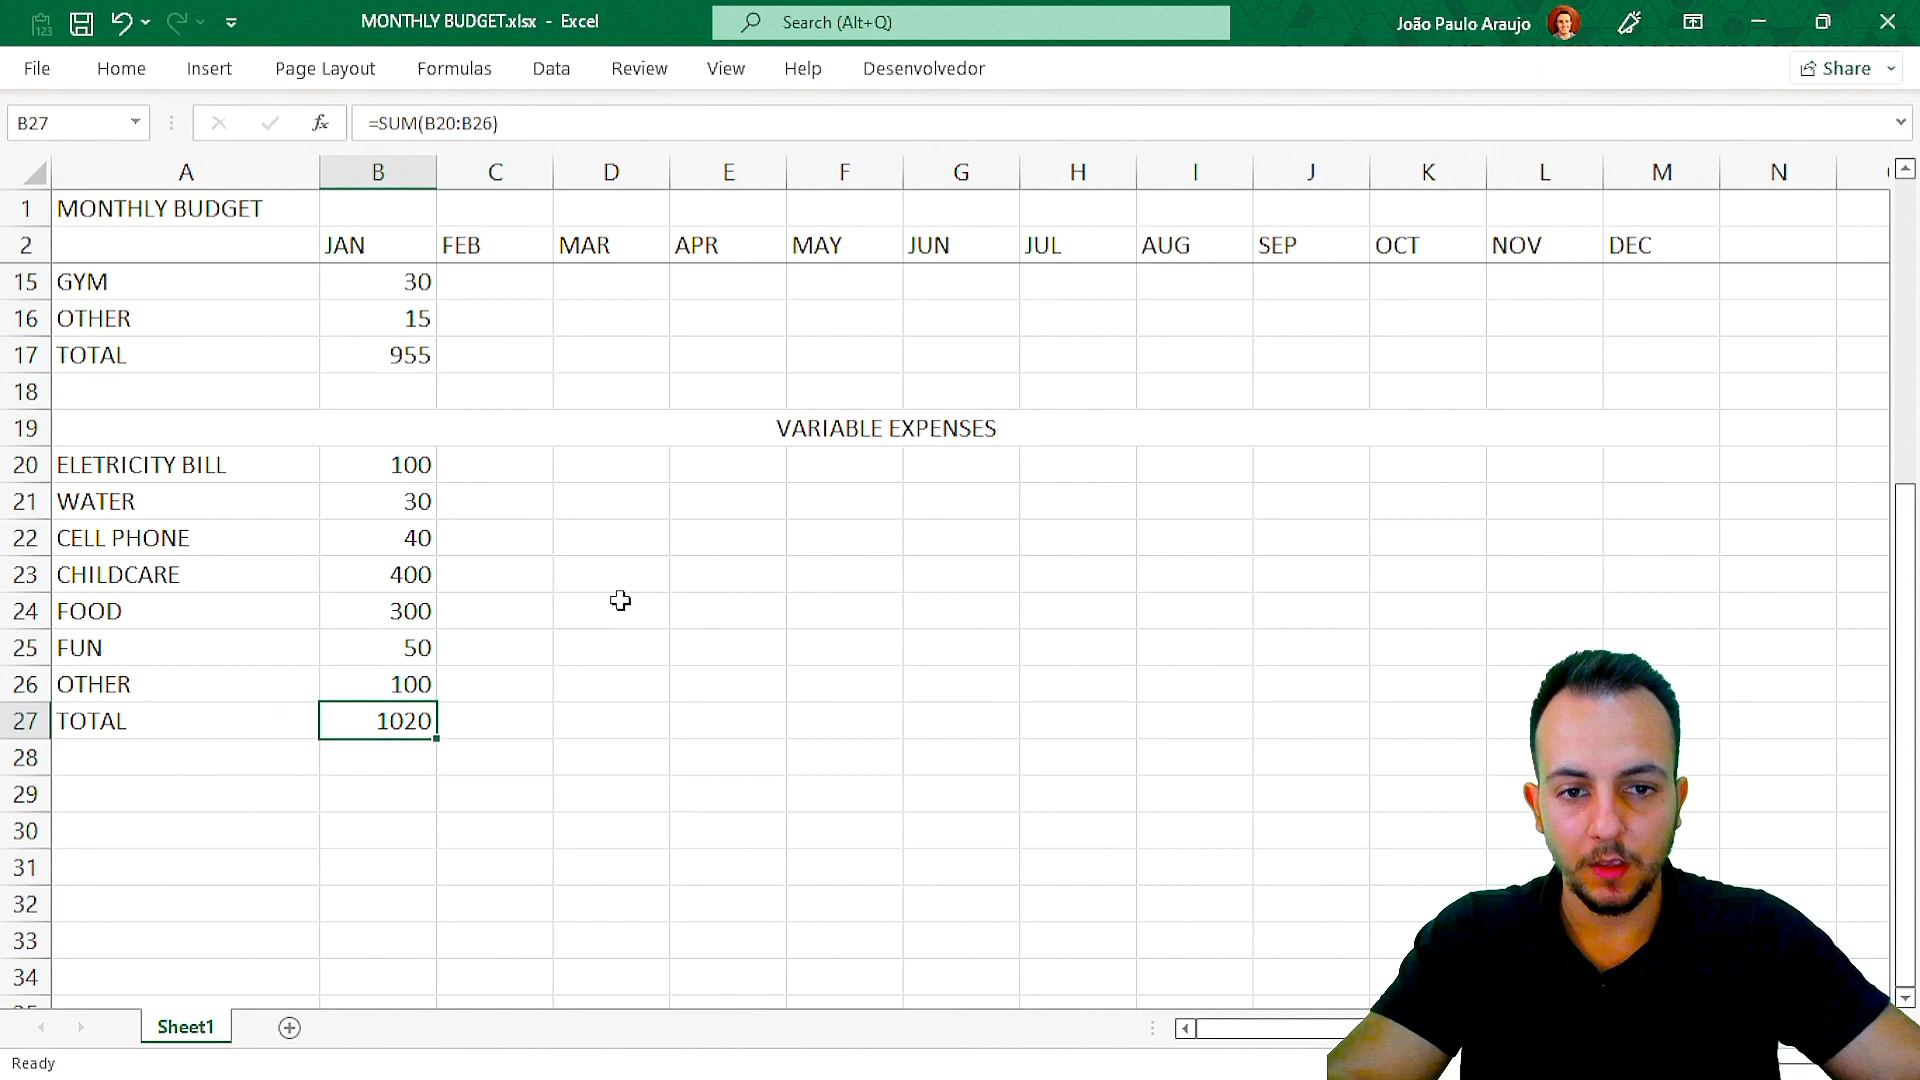 MONTHLY BUDGET.xlsx - Excel
Search (Alt+Q)
João Paulo Araujo
File Home Insert Page Layout Formulas Data Review View Help Desenvolvedor Share
B27 fx =SUM(B20:B26)
A B C D E F G H I J K L M N
1 MONTHLY BUDGET
2 JAN FEB MAR APR MAY JUN JUL AUG SEP OCT NOV DEC
15 GYM 30
16 OTHER 15
17 TOTAL 955
18
19 VARIABLE EXPENSES
20 ELETRICITY BILL 100
21 WATER 30
22 CELL PHONE 40
23 CHILDCARE 400
24 FOOD 300
25 FUN 50
26 OTHER 100
27 TOTAL 1020
28
29
30
31
32
33
34
Sheet1
Ready